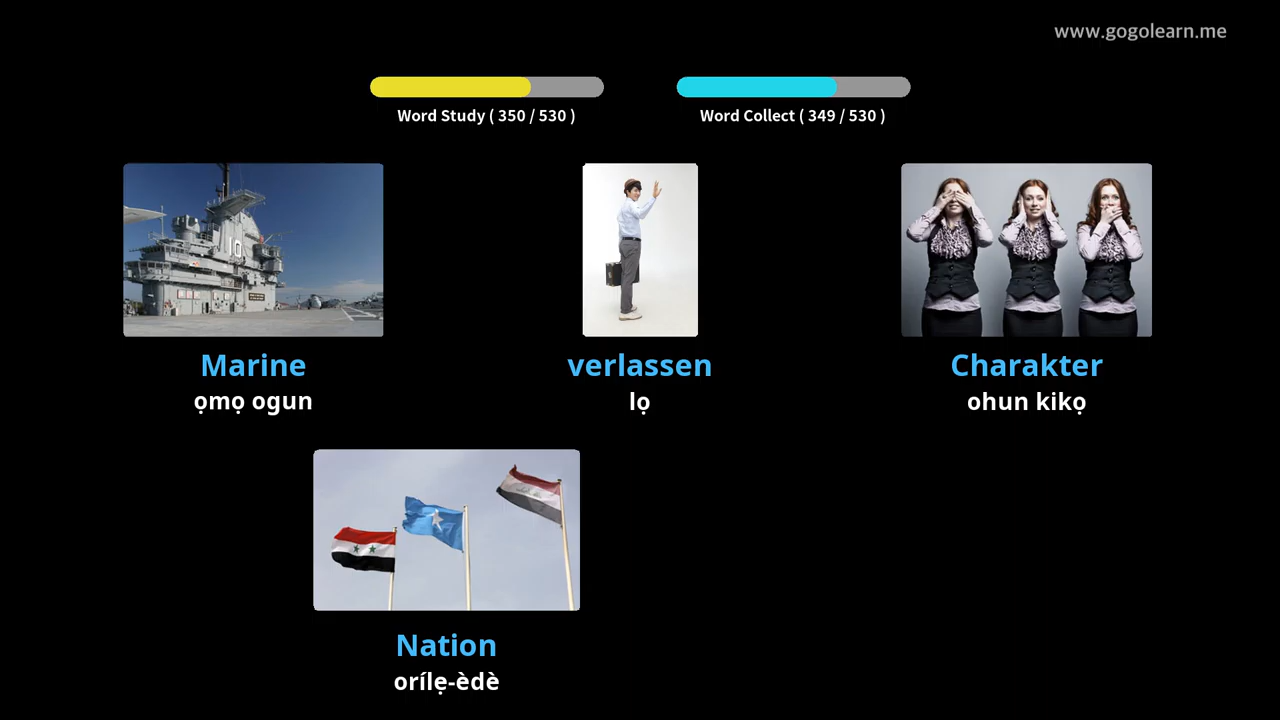 www.gogolearn.me
Word Study ( 350 / 530 )
Word Collect ( 349 / 530 )
Marine
ọmọ ogun
verlassen
lọ
Charakter
ohun kikọ
Nation
orílẹ-èdè